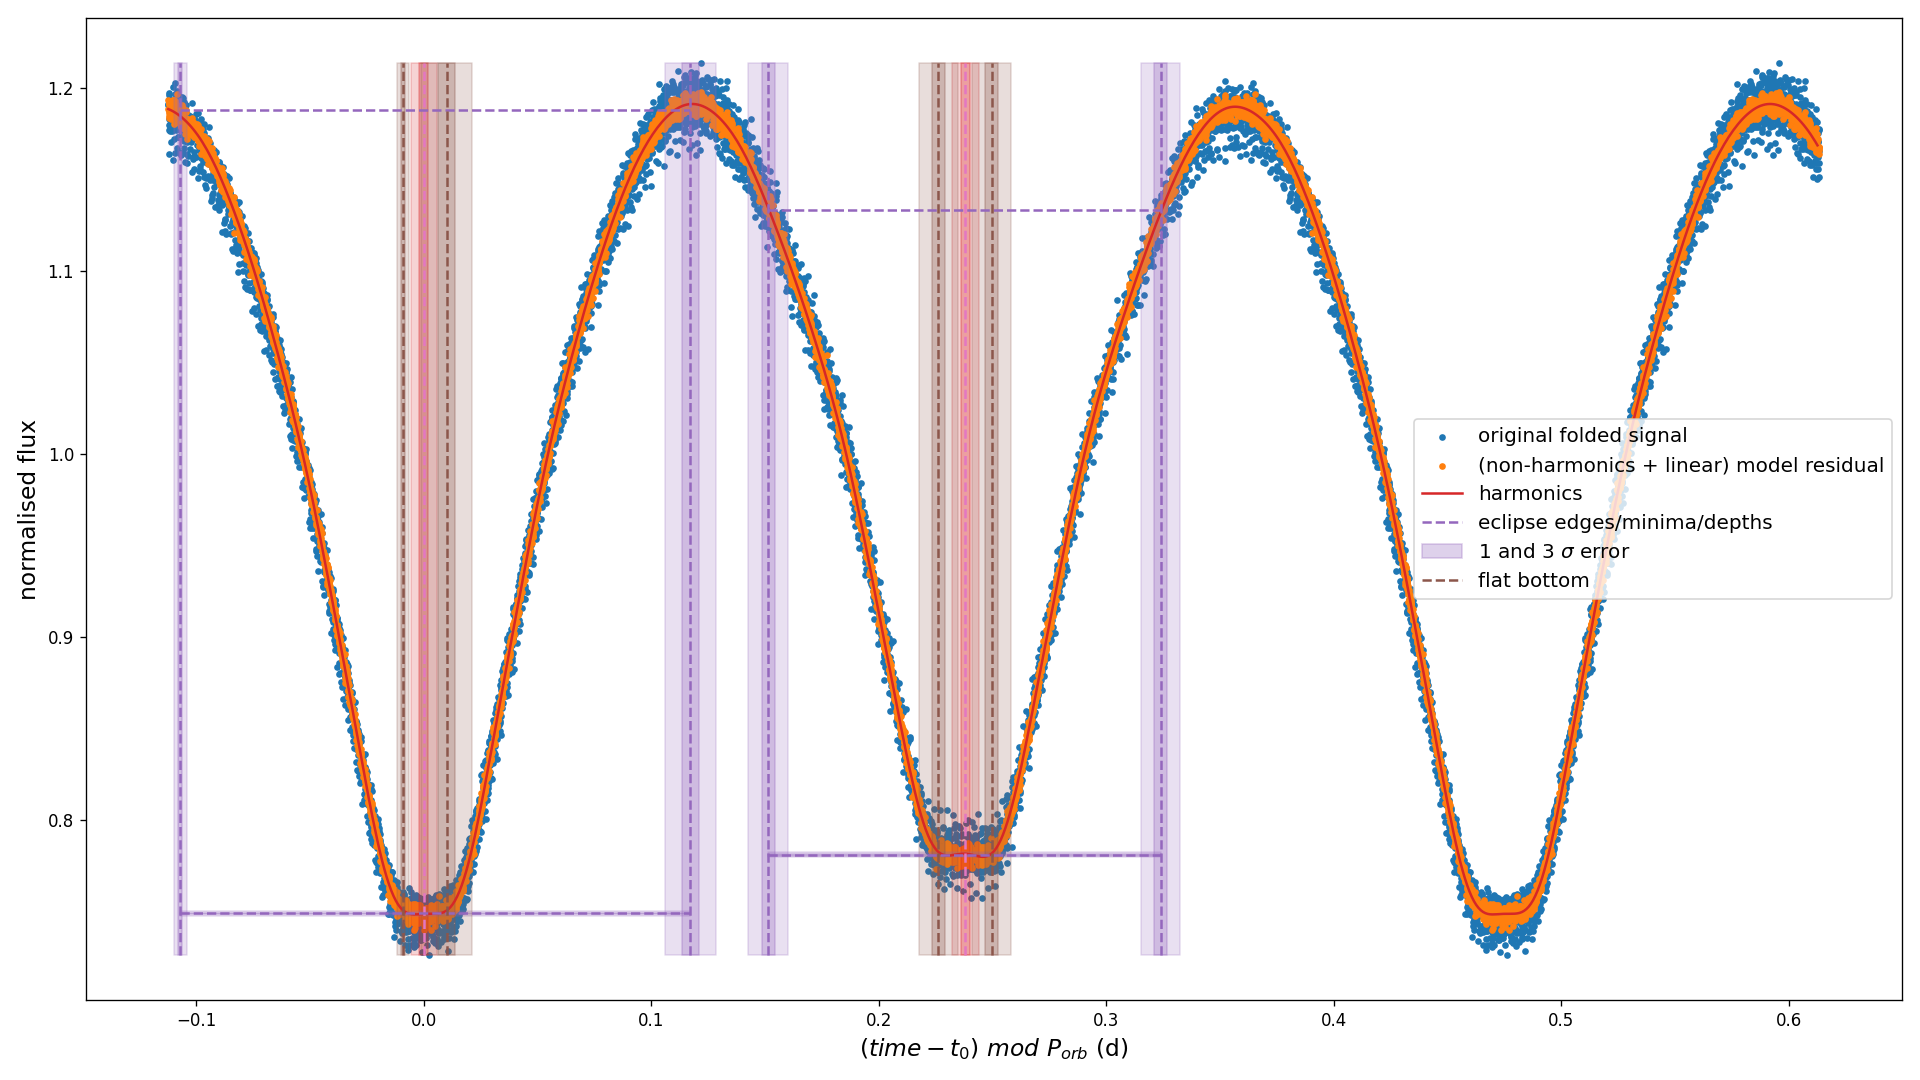 1.2
1.1
1.0
0.9
0.8
normalised flux
original folded signal
(non-harmonics + linear) model residual
harmonics
eclipse edges/minima/depths
1 and 3 σ error
flat bottom
−0.1 0.0 0.1 0.2 0.3 0.4 0.5 0.6
(time − t₀) mod Pₒᵣb (d)